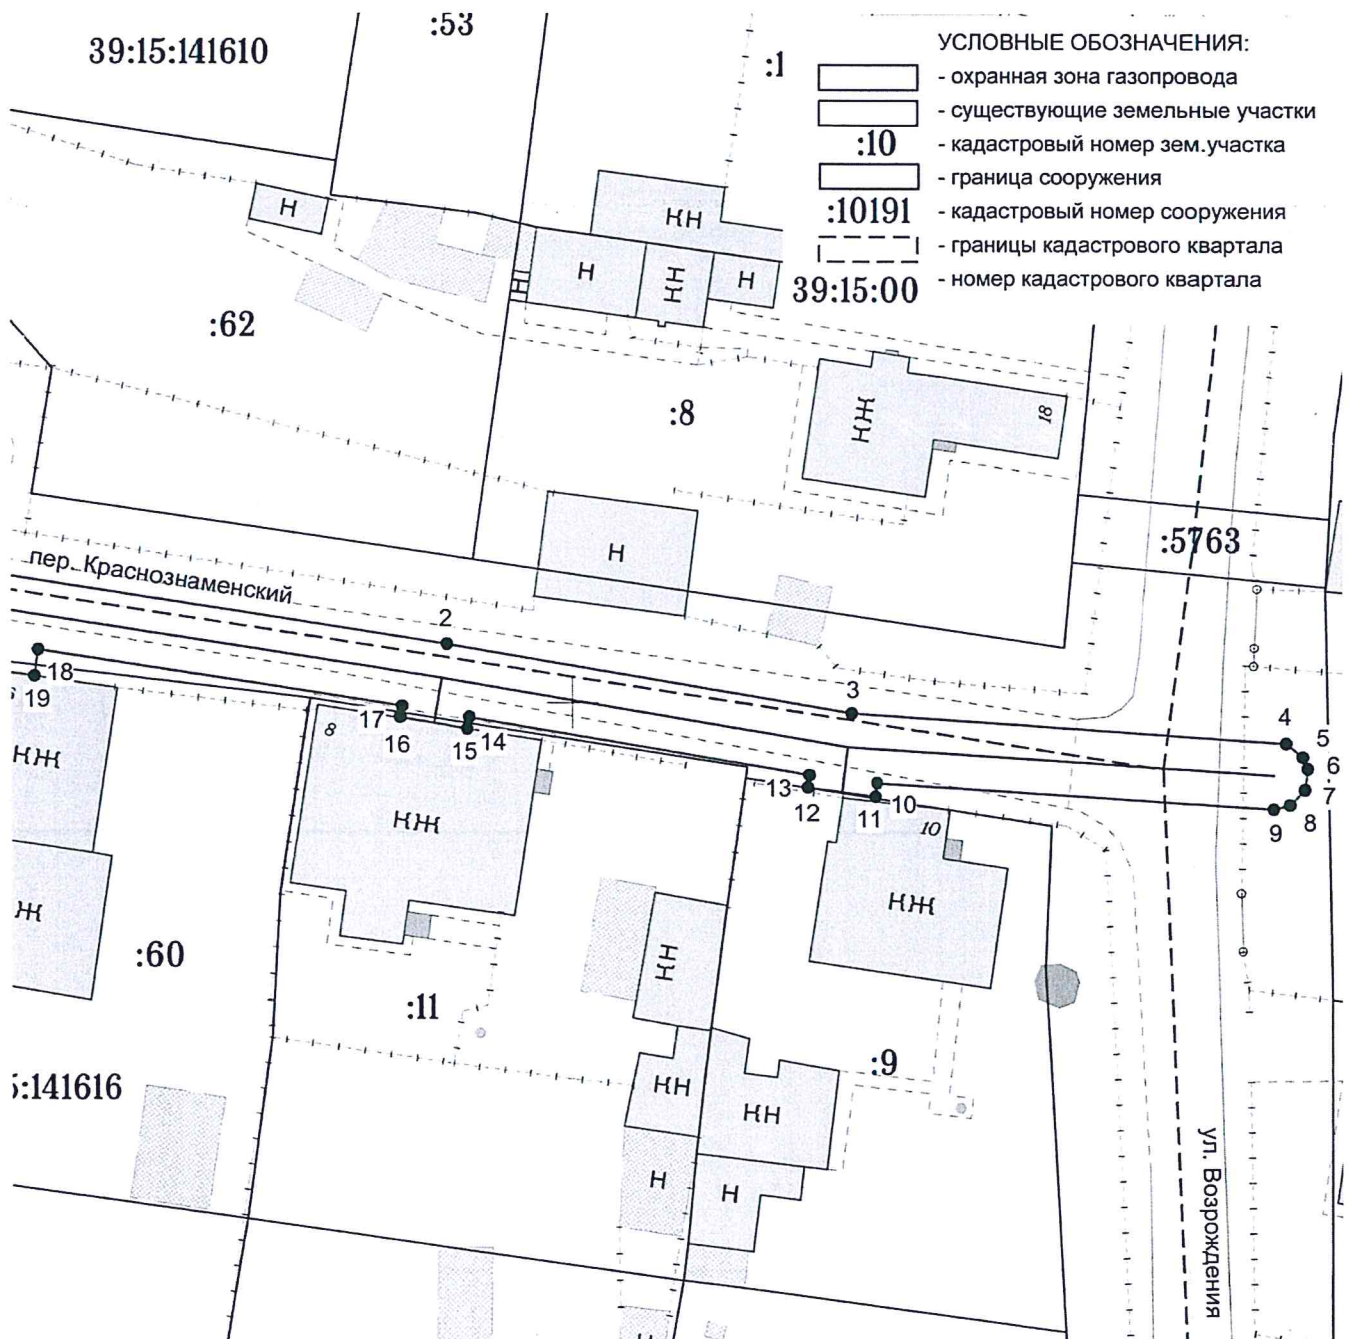 39:15:141610
:53
:1
УСЛОВНЫЕ ОБОЗНАЧЕНИЯ:
- охранная зона газопровода
- существующие земельные участки
:10 - кадастровый номер зем.участка
- граница сооружения
:10191 - кадастровый номер сооружения
- границы кадастрового квартала
39:15:00 - номер кадастрового квартала
Н
КН
Н
КН
Н
Н
:62
:8
КЖ
18
:5763
Н
пер. Краснознаменский
2
3
4
5
6
7
8
9
10
11
12
13
14
15
16
17
18
19
8
10
КЖ
КЖ
КЖ
Ж
:60
:11
КН
:9
5:141616
КН
КН
Н
Н
Н
ул. Возрождения